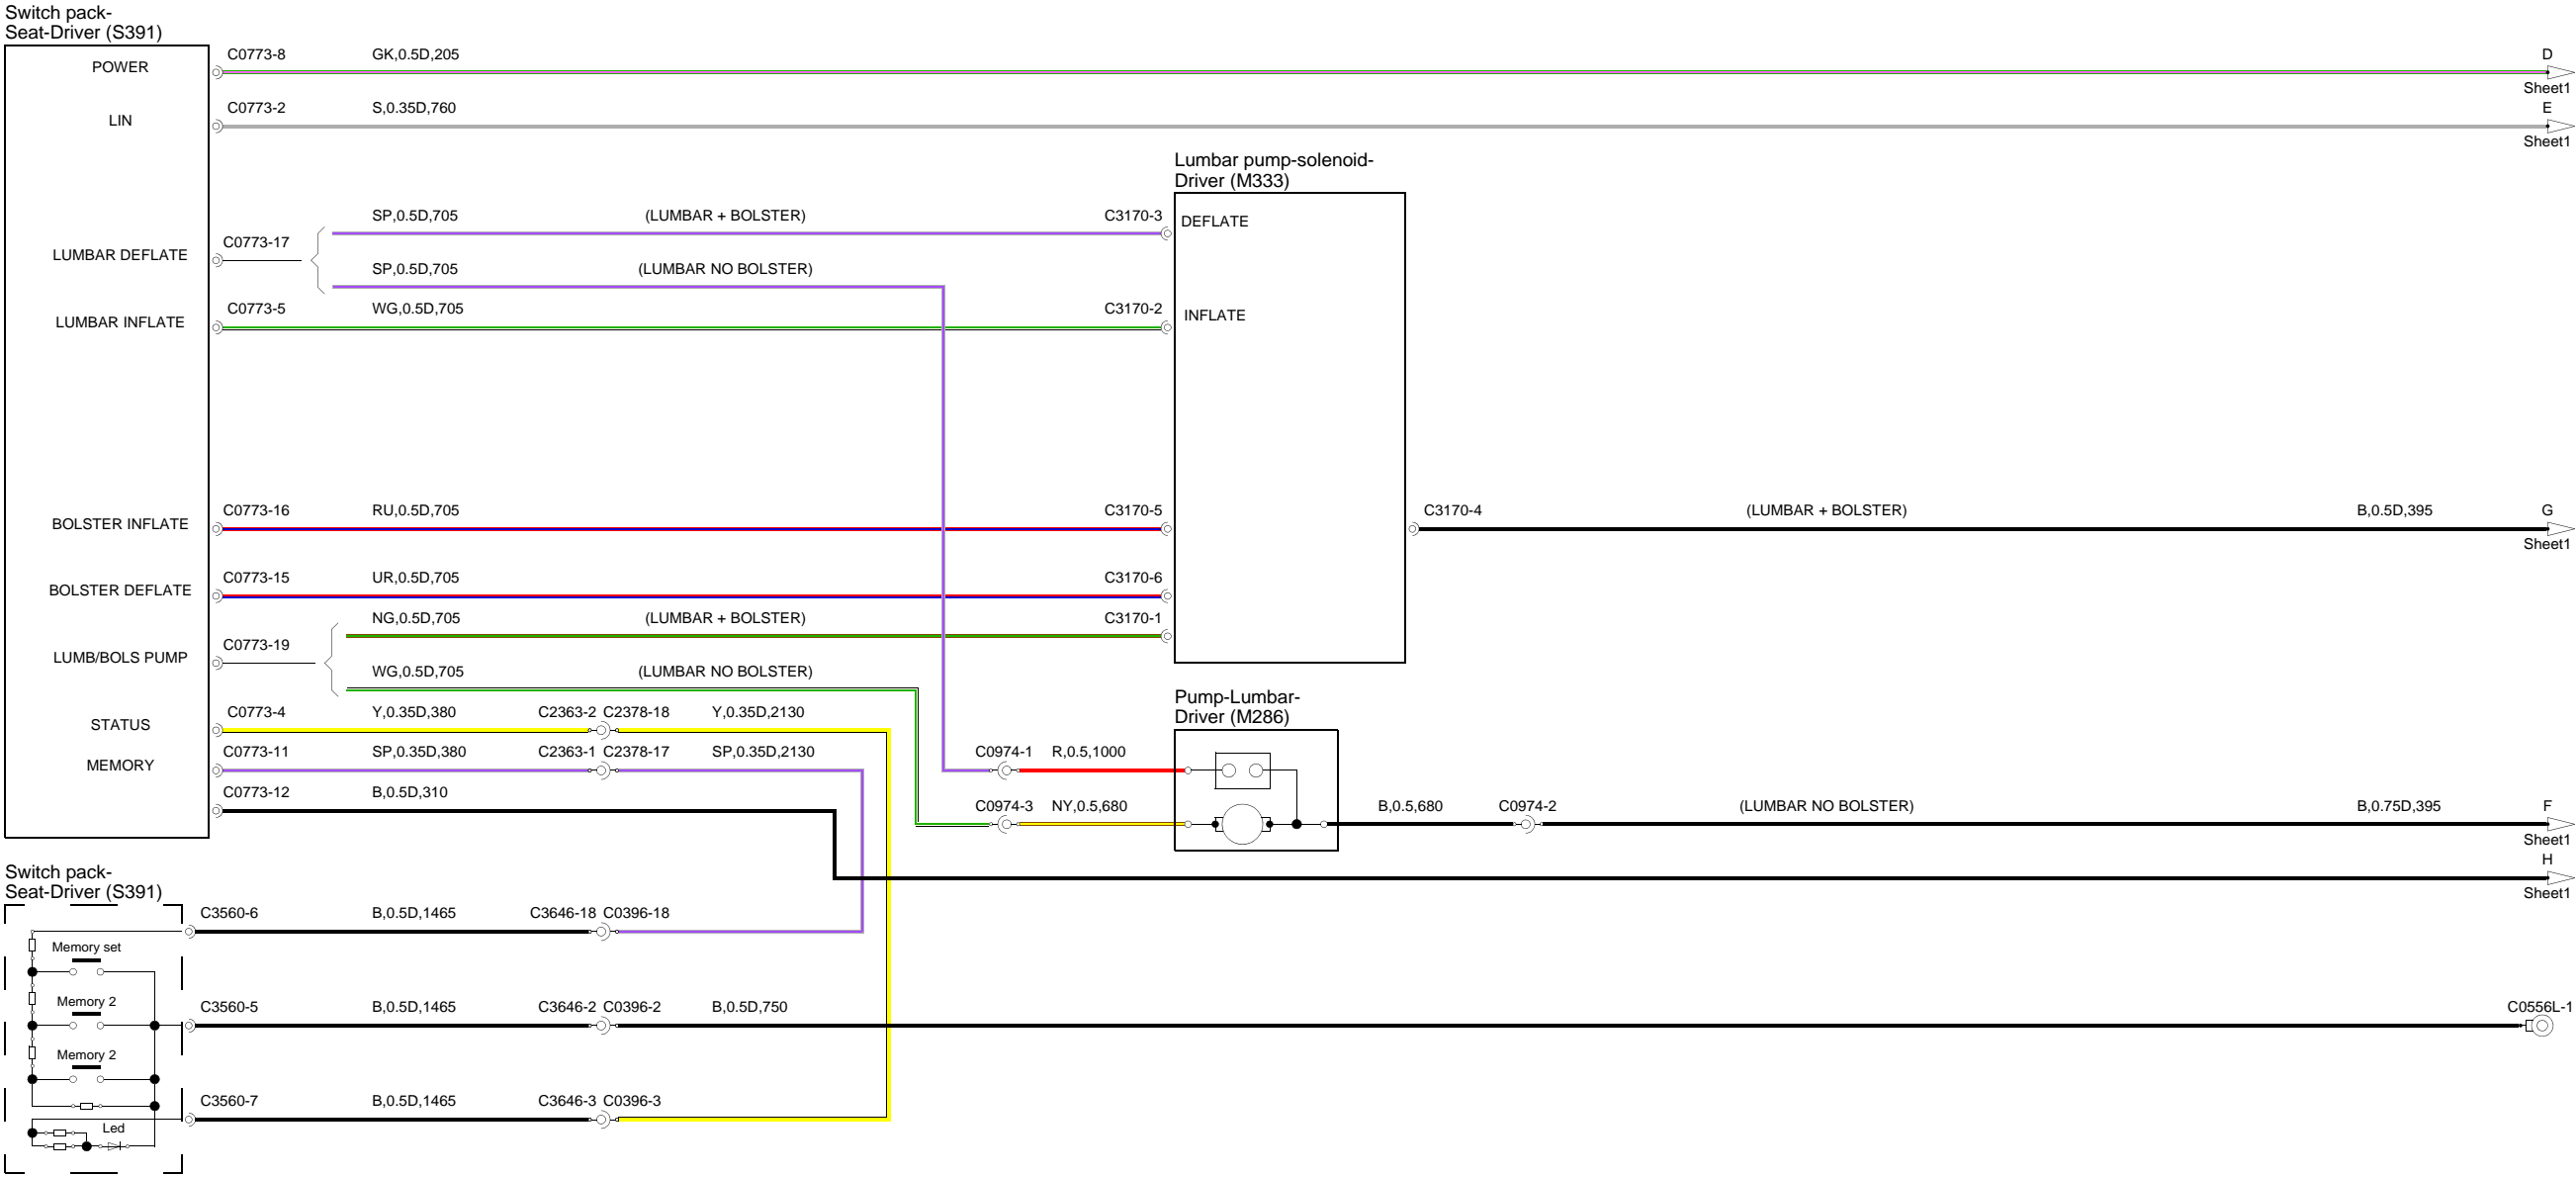 Switch pack-
Seat-Driver (S391)
C0773-8 GK,0.5D,205 D
POWER
Sheet1
C0773-2 S,0.35D,760 E
LIN
Sheet1
Lumbar pump-solenoid-
Driver (M333)
SP,0.5D,705 (LUMBAR + BOLSTER) C3170-3 DEFLATE
C0773-17
LUMBAR DEFLATE
SP,0.5D,705 (LUMBAR NO BOLSTER)
C0773-5 WG,0.5D,705 C3170-2 INFLATE
LUMBAR INFLATE
C0773-16 RU,0.5D,705 C3170-5 C3170-4 (LUMBAR + BOLSTER) B,0.5D,395 G
BOLSTER INFLATE
Sheet1
C0773-15 UR,0.5D,705 C3170-6
BOLSTER DEFLATE
NG,0.5D,705 (LUMBAR + BOLSTER) C3170-1
C0773-19
LUMB/BOLS PUMP
WG,0.5D,705 (LUMBAR NO BOLSTER)
Pump-Lumbar-
Driver (M286)
C0773-4 Y,0.35D,380 C2363-2 C2378-18 Y,0.35D,2130
STATUS
C0773-11 SP,0.35D,380 C2363-1 C2378-17 SP,0.35D,2130 C0974-1 R,0.5,1000
MEMORY
C0773-12 B,0.5D,310
C0974-3 NY,0.5,680 B,0.5,680 C0974-2 (LUMBAR NO BOLSTER) B,0.75D,395 F
Sheet1
H
Sheet1
Switch pack-
Seat-Driver (S391)
C3560-6 B,0.5D,1465 C3646-18 C0396-18
Memory set
C3560-5 B,0.5D,1465 C3646-2 C0396-2 B,0.5D,750 C0556L-1
Memory 2
Memory 2
C3560-7 B,0.5D,1465 C3646-3 C0396-3
Led